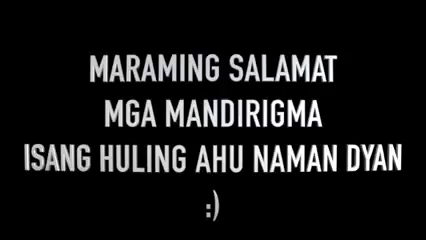 MARAMING SALAMAT
MGA MANDIRIGMA
ISANG HULING AHU NAMAN DYAN
:)